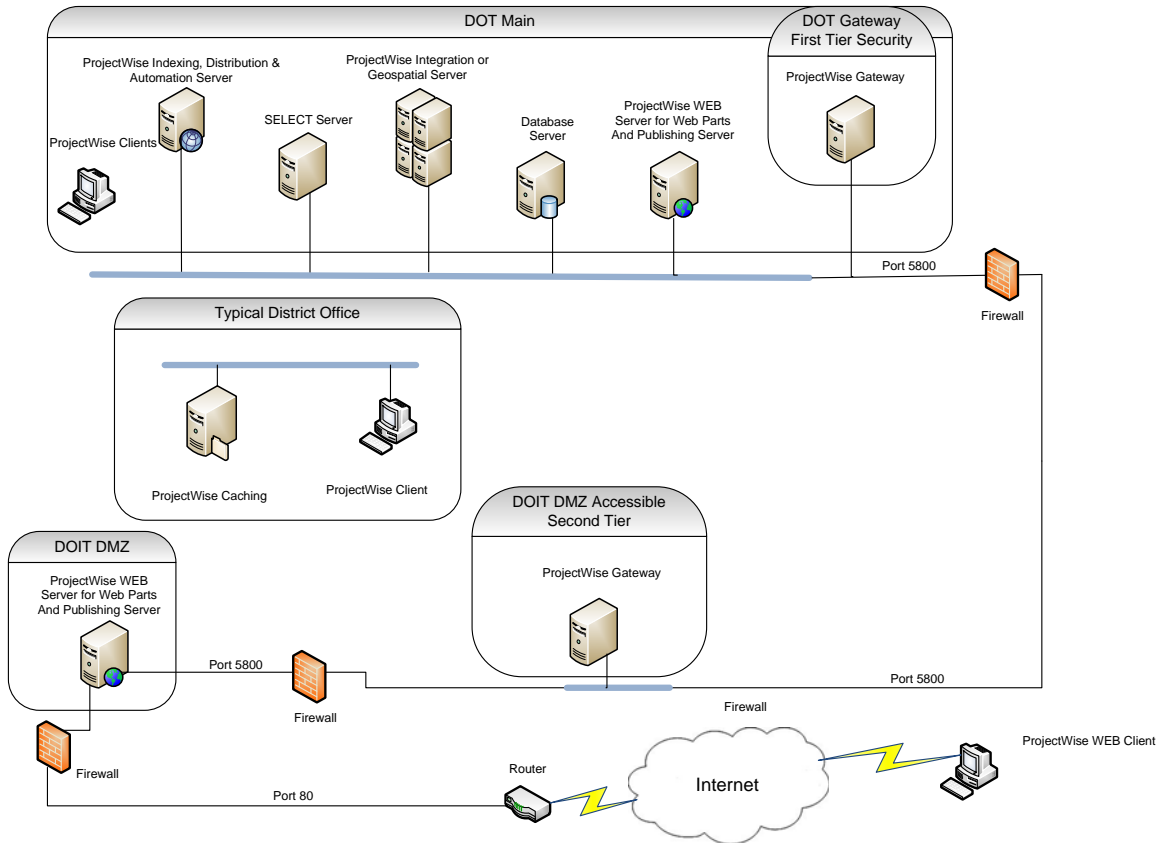 DOT Main
DOT Gateway
First Tier Security
ProjectWise Indexing, Distribution &
Automation Server
ProjectWise Integration or
Geospatial Server
ProjectWise Gateway
SELECT Server
Database
Server
ProjectWise WEB
Server for Web Parts
And Publishing Server
ProjectWise Clients
Port 5800
Firewall
Typical District Office
ProjectWise Caching
ProjectWise Client
DOIT DMZ Accessible
Second Tier
ProjectWise Gateway
DOIT DMZ
ProjectWise WEB
Server for Web Parts
And Publishing Server
Port 5800
Firewall
Port 5800
Firewall
Firewall
Port 80
Router
Internet
ProjectWise WEB Client